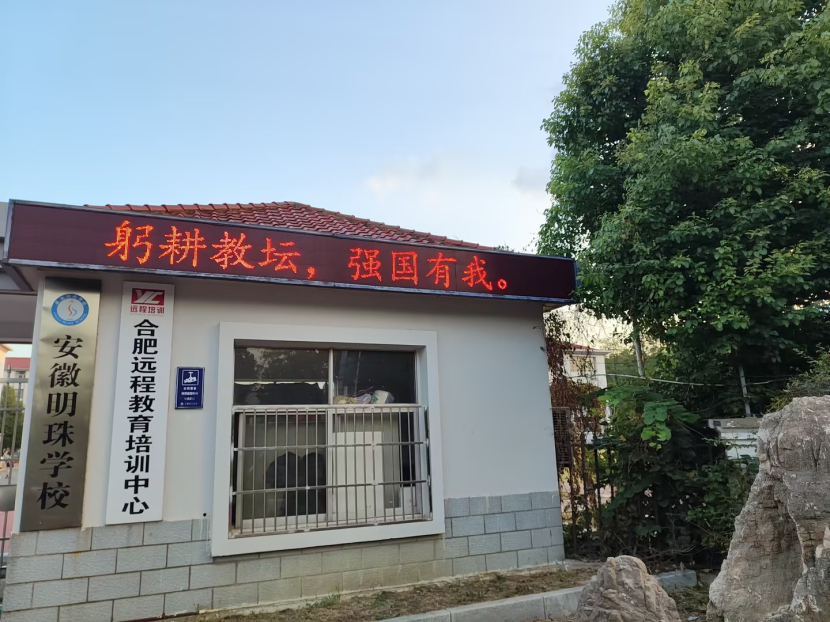 躬耕教坛，强国有我。
安徽明珠学校
远程培训
合肥远程教育培训中心